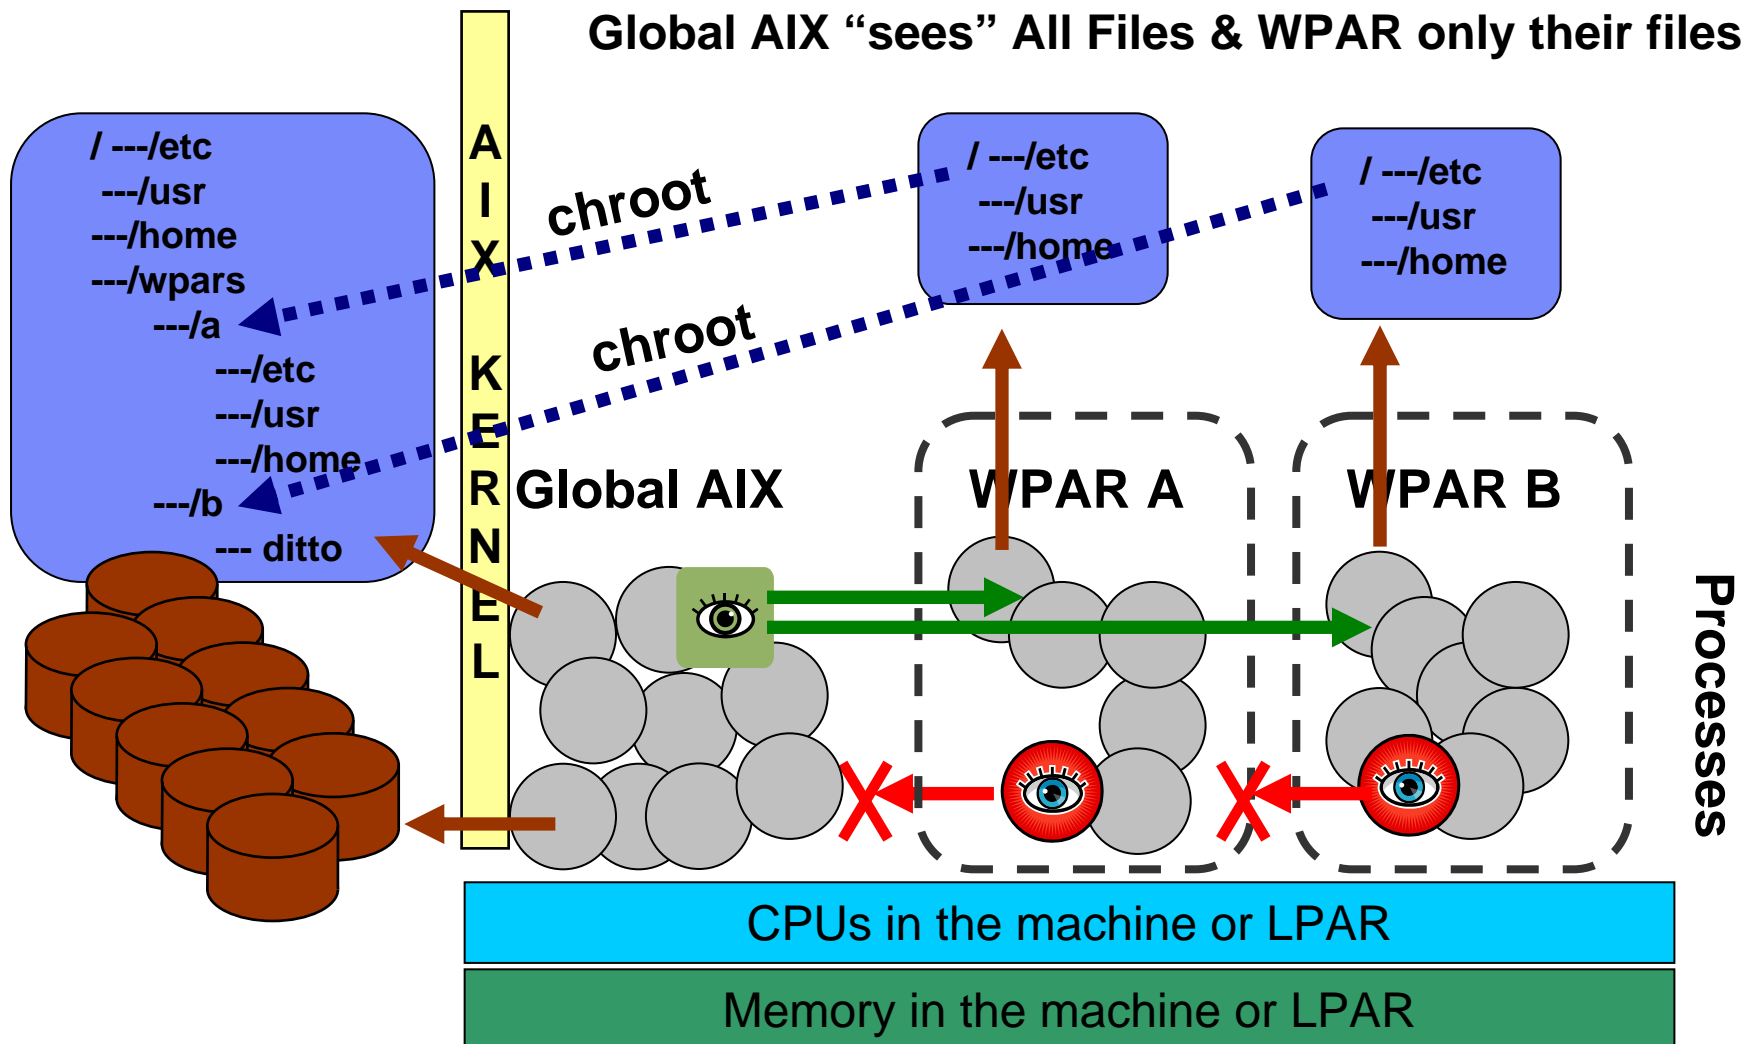 Global AIX “sees” All Files & WPAR only their files
/ ---/etc
---/usr
---/home
---/wpars
---/a
---/etc
---/usr
---/home
---/b
--- ditto
AIX KERNEL
chroot
chroot
/ ---/etc
---/usr
---/home
/ ---/etc
---/usr
---/home
Global AIX
WPAR A
WPAR B
Processes
CPUs in the machine or LPAR
Memory in the machine or LPAR